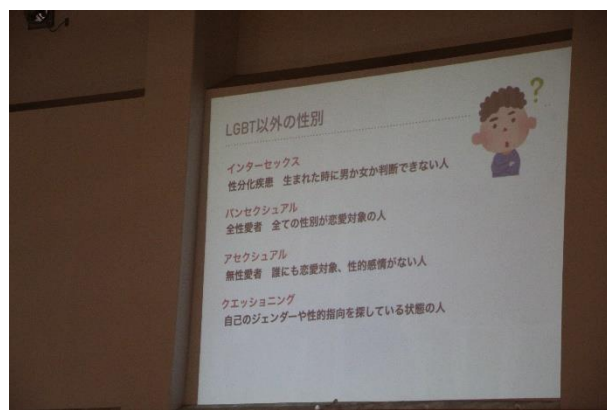 LGBT以外の性別
?
インターセックス
性分化疾患 生まれた時に男か女か判断できない人
パンセクシュアル
全性愛者 全ての性別が恋愛対象の人
アセクシュアル
無性愛者 誰にも恋愛対象、性的感情がない人
クエッショニング
自己のジェンダーや性的指向を探している状態の人